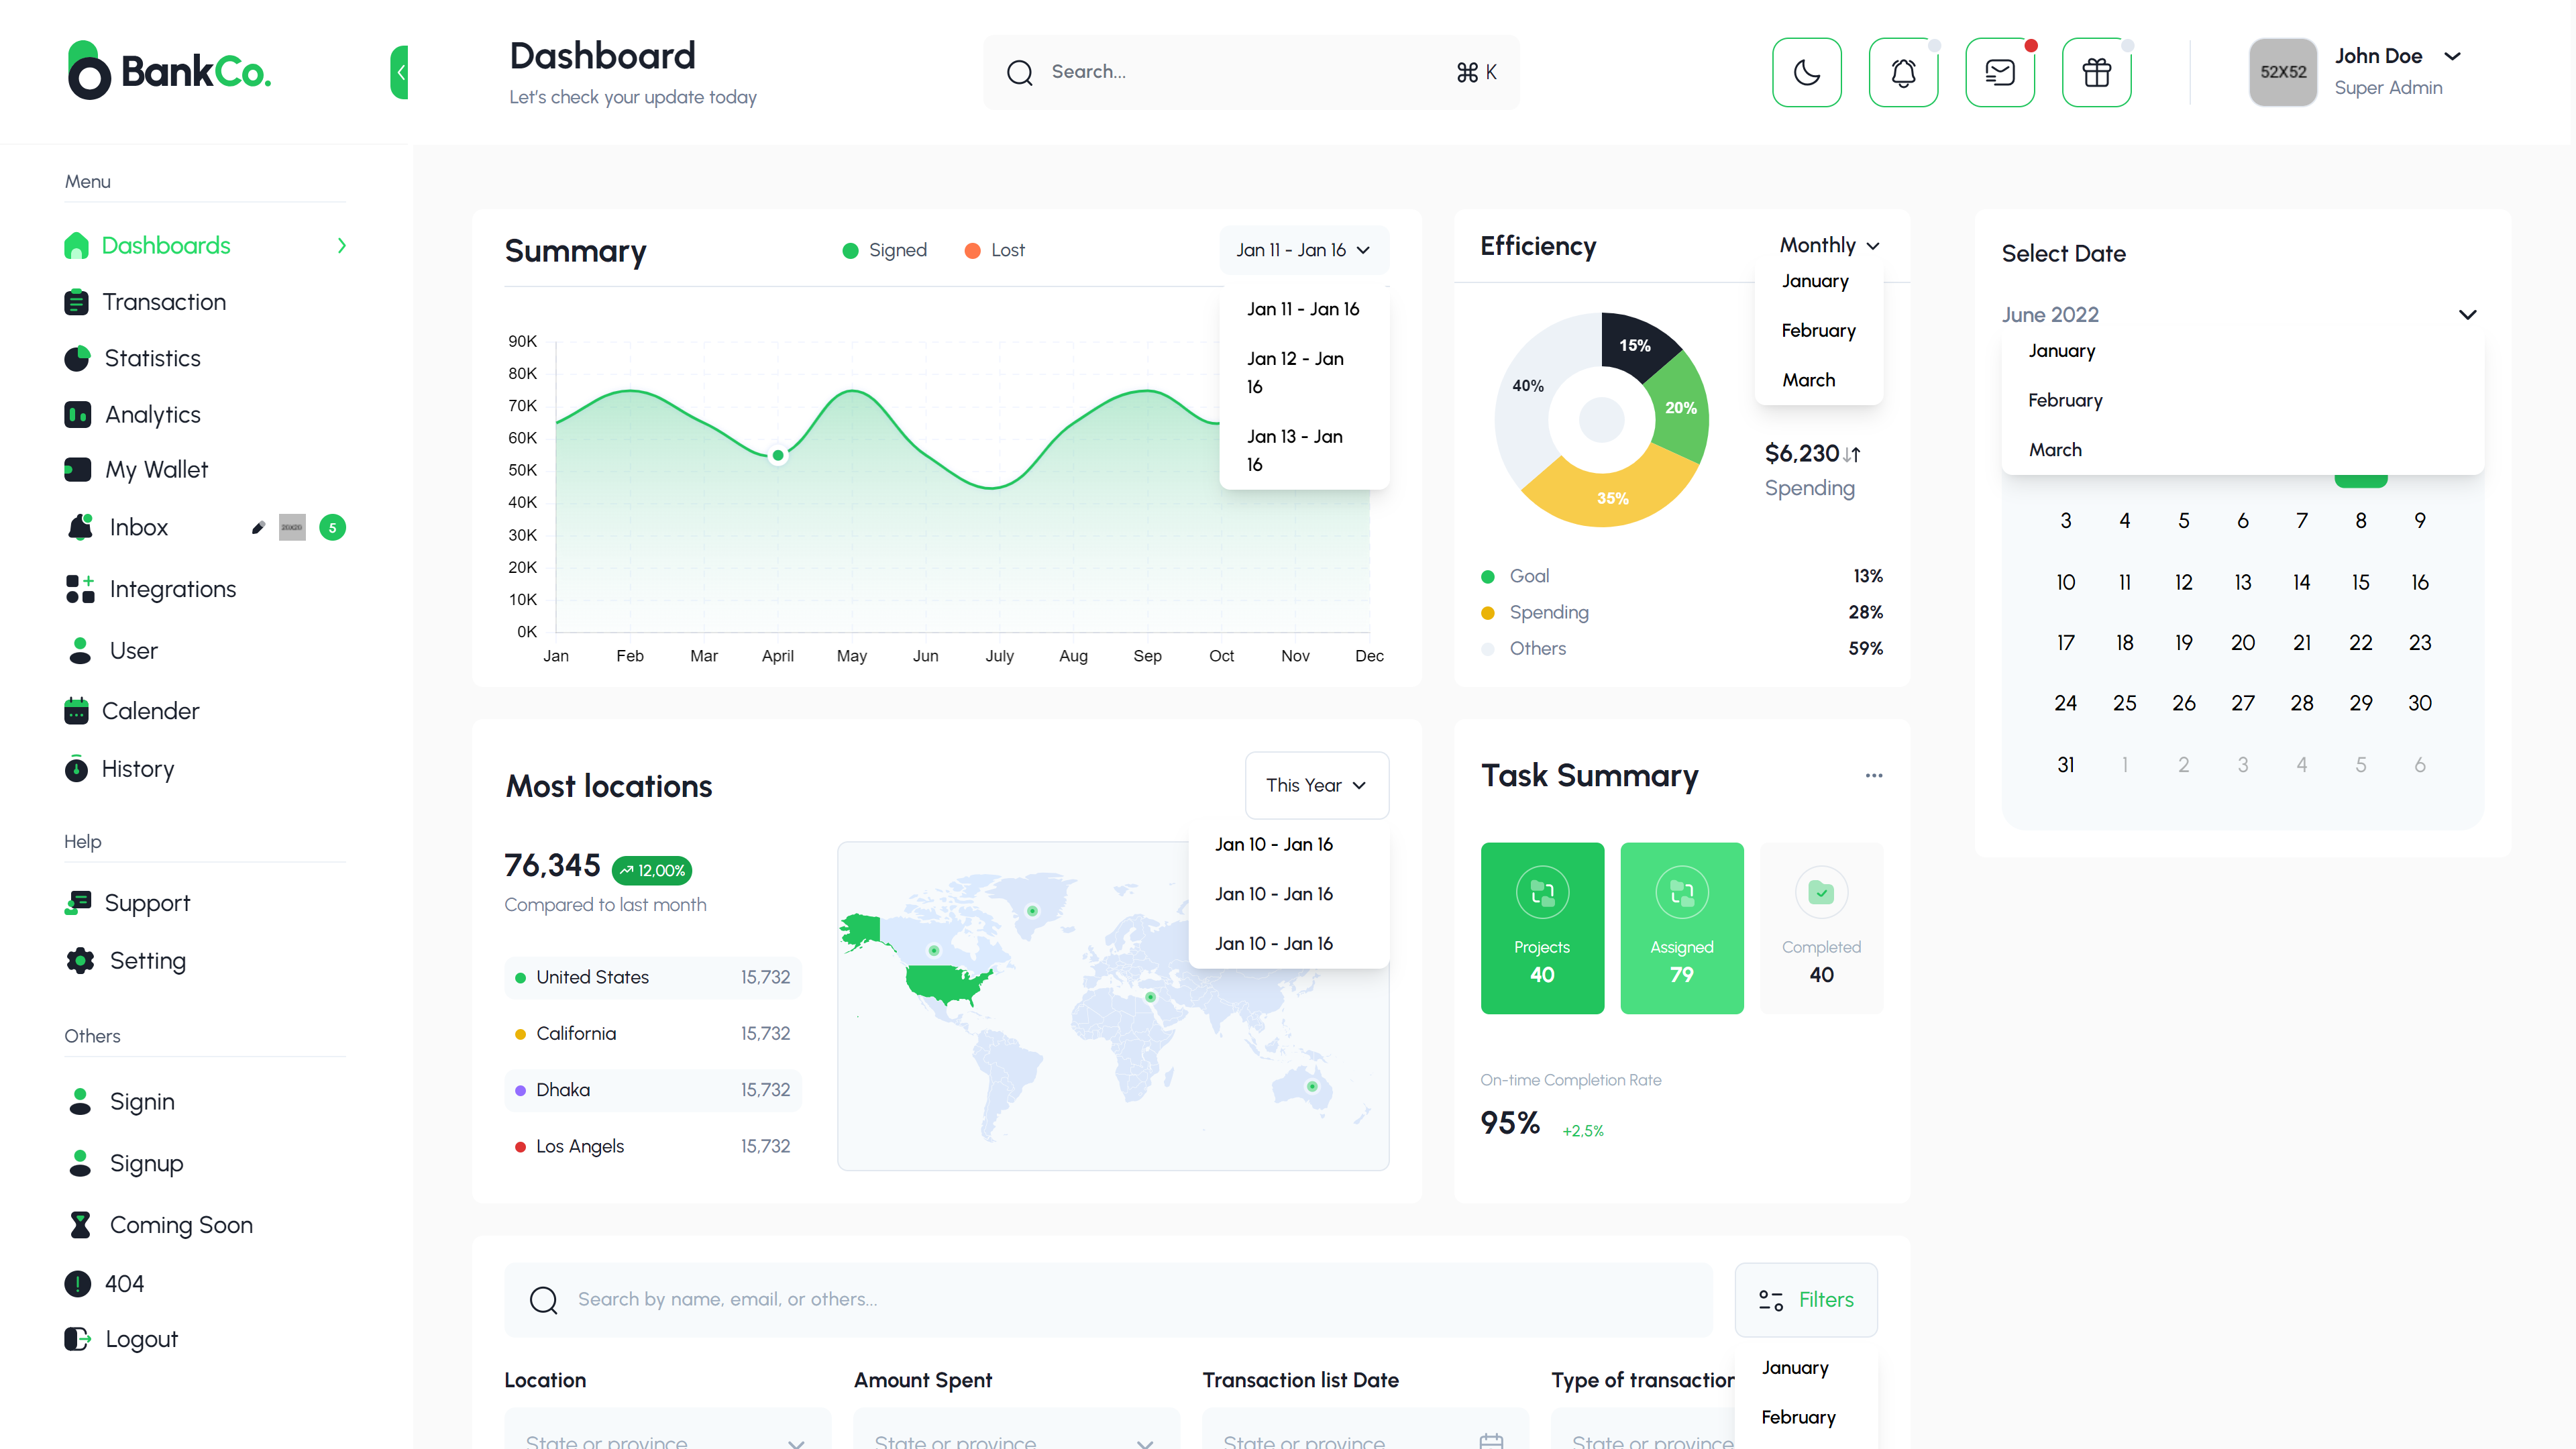 BankCo.
Dashboard
Let's check your update today
Search...
⌘ K
52X52
John Doe
Super Admin
Menu
Dashboards
Transaction
Statistics
Analytics
My Wallet
Inbox
20X20
5
Integrations
User
Calender
History
Help
Support
Setting
Others
Signin
Signup
Coming Soon
404
Logout
Summary
Signed
Lost
Jan 11 - Jan 16
Jan 11 - Jan 16
Jan 12 - Jan
16
Jan 13 - Jan
16
90K
80K
70K
60K
50K
40K
30K
20K
10K
0K
Jan Feb Mar April May Jun July Aug Sep Oct Nov Dec
Efficiency
Monthly
January
February
March
15%
20%
35%
40%
$6,230
Spending
Goal 13%
Spending 28%
Others 59%
Select Date
June 2022
January
February
March
3 4 5 6 7 8 9
10 11 12 13 14 15 16
17 18 19 20 21 22 23
24 25 26 27 28 29 30
31 1 2 3 4 5 6
Most locations
This Year
Jan 10 - Jan 16
Jan 10 - Jan 16
Jan 10 - Jan 16
76,345
12,00%
Compared to last month
United States 15,732
California 15,732
Dhaka 15,732
Los Angels 15,732
Task Summary
Projects
40
Assigned
79
Completed
40
On-time Completion Rate
95% +2,5%
Search by name, email, or others...
Filters
January
February
Location
Amount Spent
Transaction list Date
Type of transaction
State or province
State or province
State or province
State or province